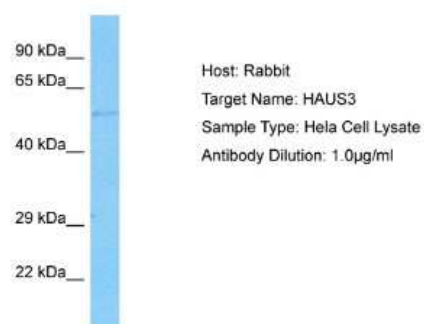 90 kDa
65 kDa
40 kDa
29 kDa
22 kDa
Host: Rabbit
Target Name: HAUS3
Sample Type: Hela Cell Lysate
Antibody Dilution: 1.0µg/ml